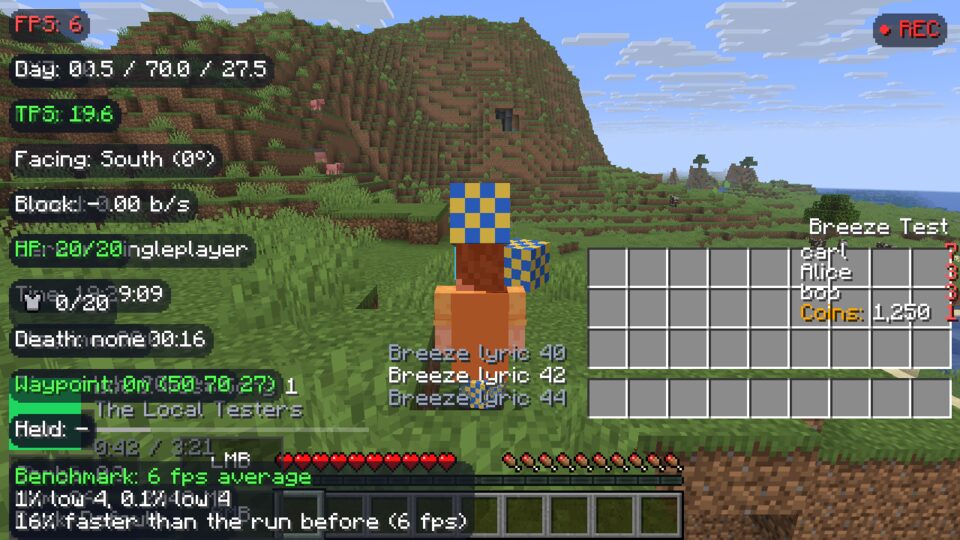 FPS: 6
REC
Day: 00.5 / 70.0 / 27.5
TPS: 19.6
Facing: South (0°)
Block: -0.00 b/s
Breeze Test
HP: 20/20 ingleplayer
carl 7
Alice 3
bob 3
Coins: 1,250 1
Time: 9:09
0/20
Death: none 00:16
Breeze lyric 40
Breeze lyric 42
Breeze lyric 44
Waypoint: 0m (50 70 27) 1
The Local Testers
Held: -
0:42 / 3:21
LMB
Benchmark: 6 fps average
1% low 4, 0.1% low 4
16% faster than the run before (6 fps)